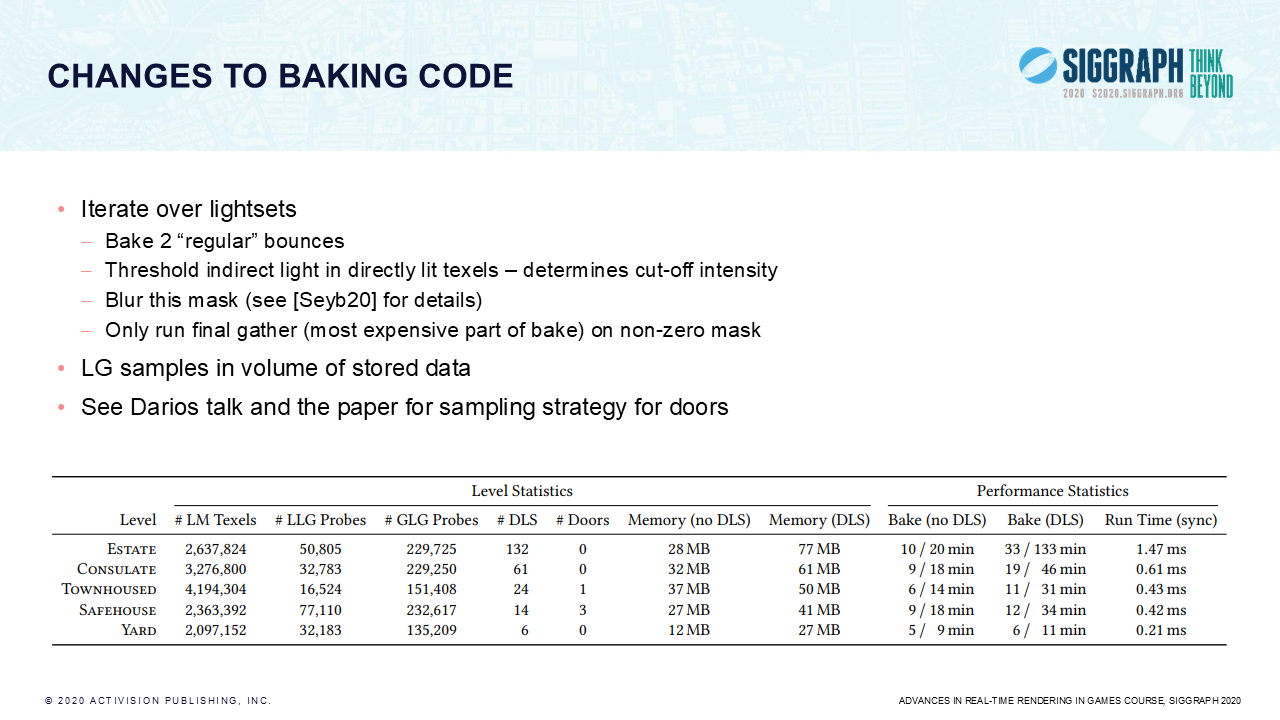 CHANGES TO BAKING CODE
SIGGRAPH THINK BEYOND
2020 S2020.SIGGRAPH.ORG
• Iterate over lightsets
– Bake 2 “regular” bounces
– Threshold indirect light in directly lit texels – determines cut-off intensity
– Blur this mask (see [Seyb20] for details)
– Only run final gather (most expensive part of bake) on non-zero mask
• LG samples in volume of stored data
• See Darios talk and the paper for sampling strategy for doors
Level Statistics Performance Statistics
Level # LM Texels # LLG Probes # GLG Probes # DLS # Doors Memory (no DLS) Memory (DLS) Bake (no DLS) Bake (DLS) Run Time (sync)
Estate 2,637,824 50,805 229,725 132 0 28 MB 77 MB 10 / 20 min 33 / 133 min 1.47 ms
Consulate 3,276,800 32,783 229,250 61 0 32 MB 61 MB 9 / 18 min 19 / 46 min 0.61 ms
Townhoused 4,194,304 16,524 151,408 24 1 37 MB 50 MB 6 / 14 min 11 / 31 min 0.43 ms
Safehouse 2,363,392 77,110 232,617 14 3 27 MB 41 MB 9 / 18 min 12 / 34 min 0.42 ms
Yard 2,097,152 32,183 135,209 6 0 12 MB 27 MB 5 / 9 min 6 / 11 min 0.21 ms
© 2020 ACTIVISION PUBLISHING, INC. ADVANCES IN REAL-TIME RENDERING IN GAMES COURSE, SIGGRAPH 2020